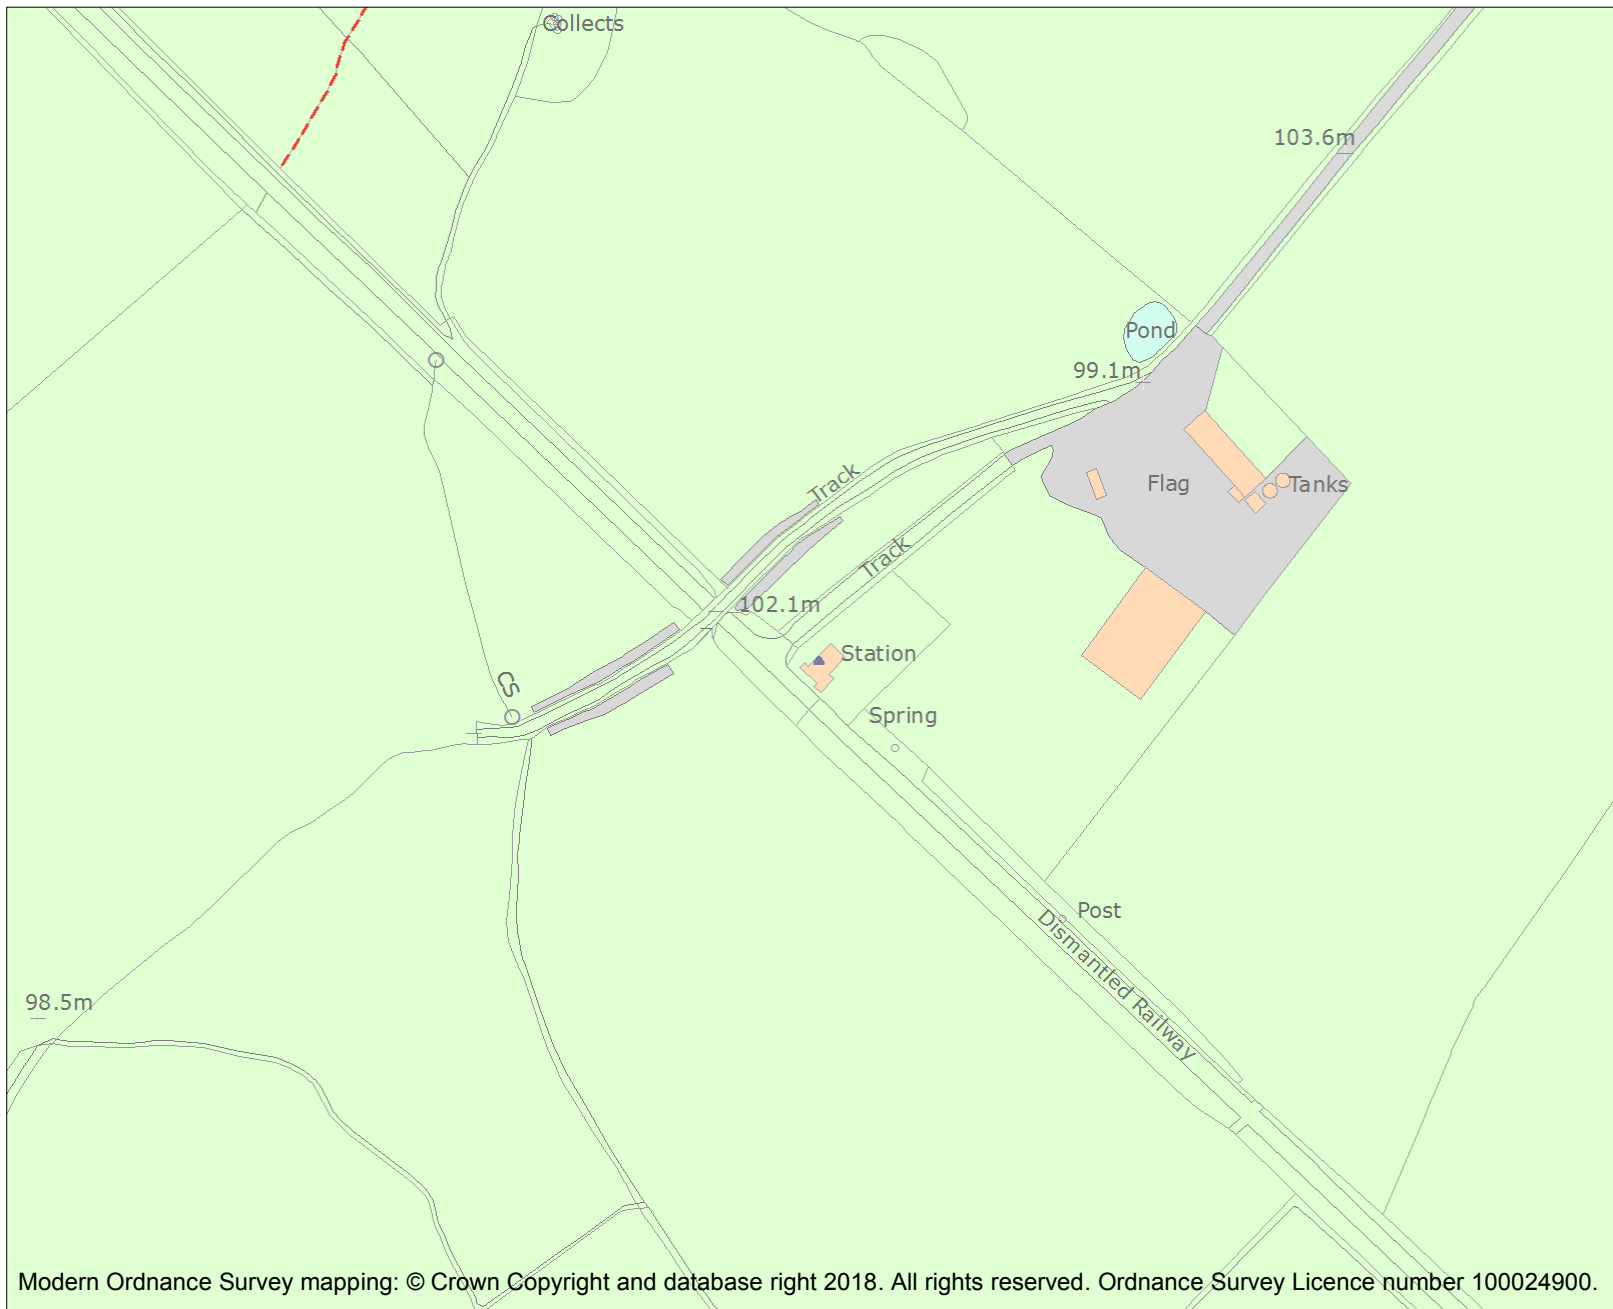 Collects
103.6m
Pond
99.1m
Track
Flag
Tanks
Track
102.1m
Station
CS
Spring
Post
Dismantled Railway
98.5m
Modern Ordnance Survey mapping: © Crown Copyright and database right 2018. All rights reserved. Ordnance Survey Licence number 100024900.